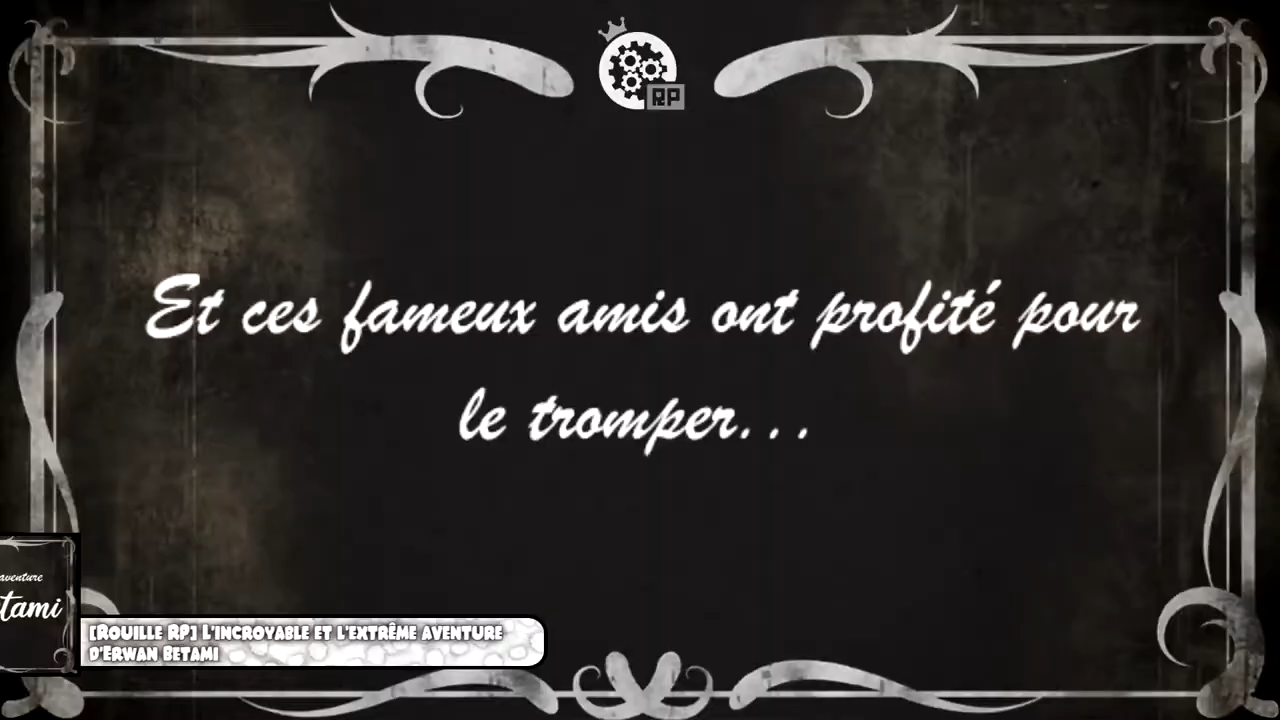 RP
Et ces fameux amis ont profité pour
le tromper...
aventure
tami
[Rouille RP] L'incroyable et l'extrême aventure
d'Erwan Betami